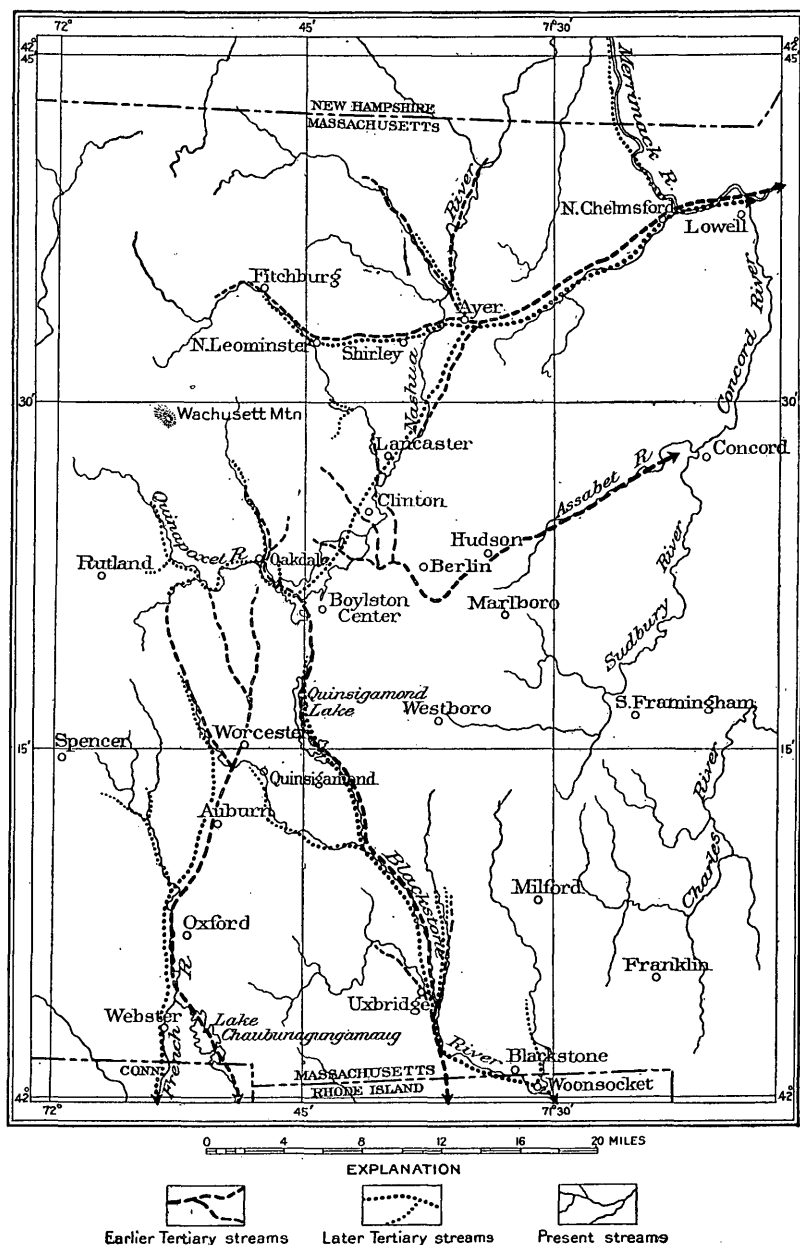 72° 45' 71°30'
42° 45'
42° 45'
NEW HAMPSHIRE
MASSACHUSETTS
Merrimack R.
River
N. Chelmsford
Lowell
Fitchburg
Ayer
N. Leominster
Shirley
Nashua
Concord River
30'
30'
Wachusett Mtn
Lancaster
Concord
Clinton
Assabet R
Quinapoxet R.
Oakdale
Hudson
Rutland
Berlin
River
Boylston
Center
Marlboro
Sudbury
Quinsigamond
Lake
Westboro
S. Framingham
Worcester
15'
Spencer
15'
Quinsigamond
River
Auburn
Blackstone
Milford
Charles
Oxford
Franklin
Uxbridge
Webster
French R
Lake
Chaubunagungamaug
River
Blackstone
CONN.
MASSACHUSETTS
RHODE ISLAND
Woonsocket
42°
42°
72° 45' 71°30'
0 4 8 12 16 20 MILES
EXPLANATION
Earlier Tertiary streams
Later Tertiary streams
Present streams